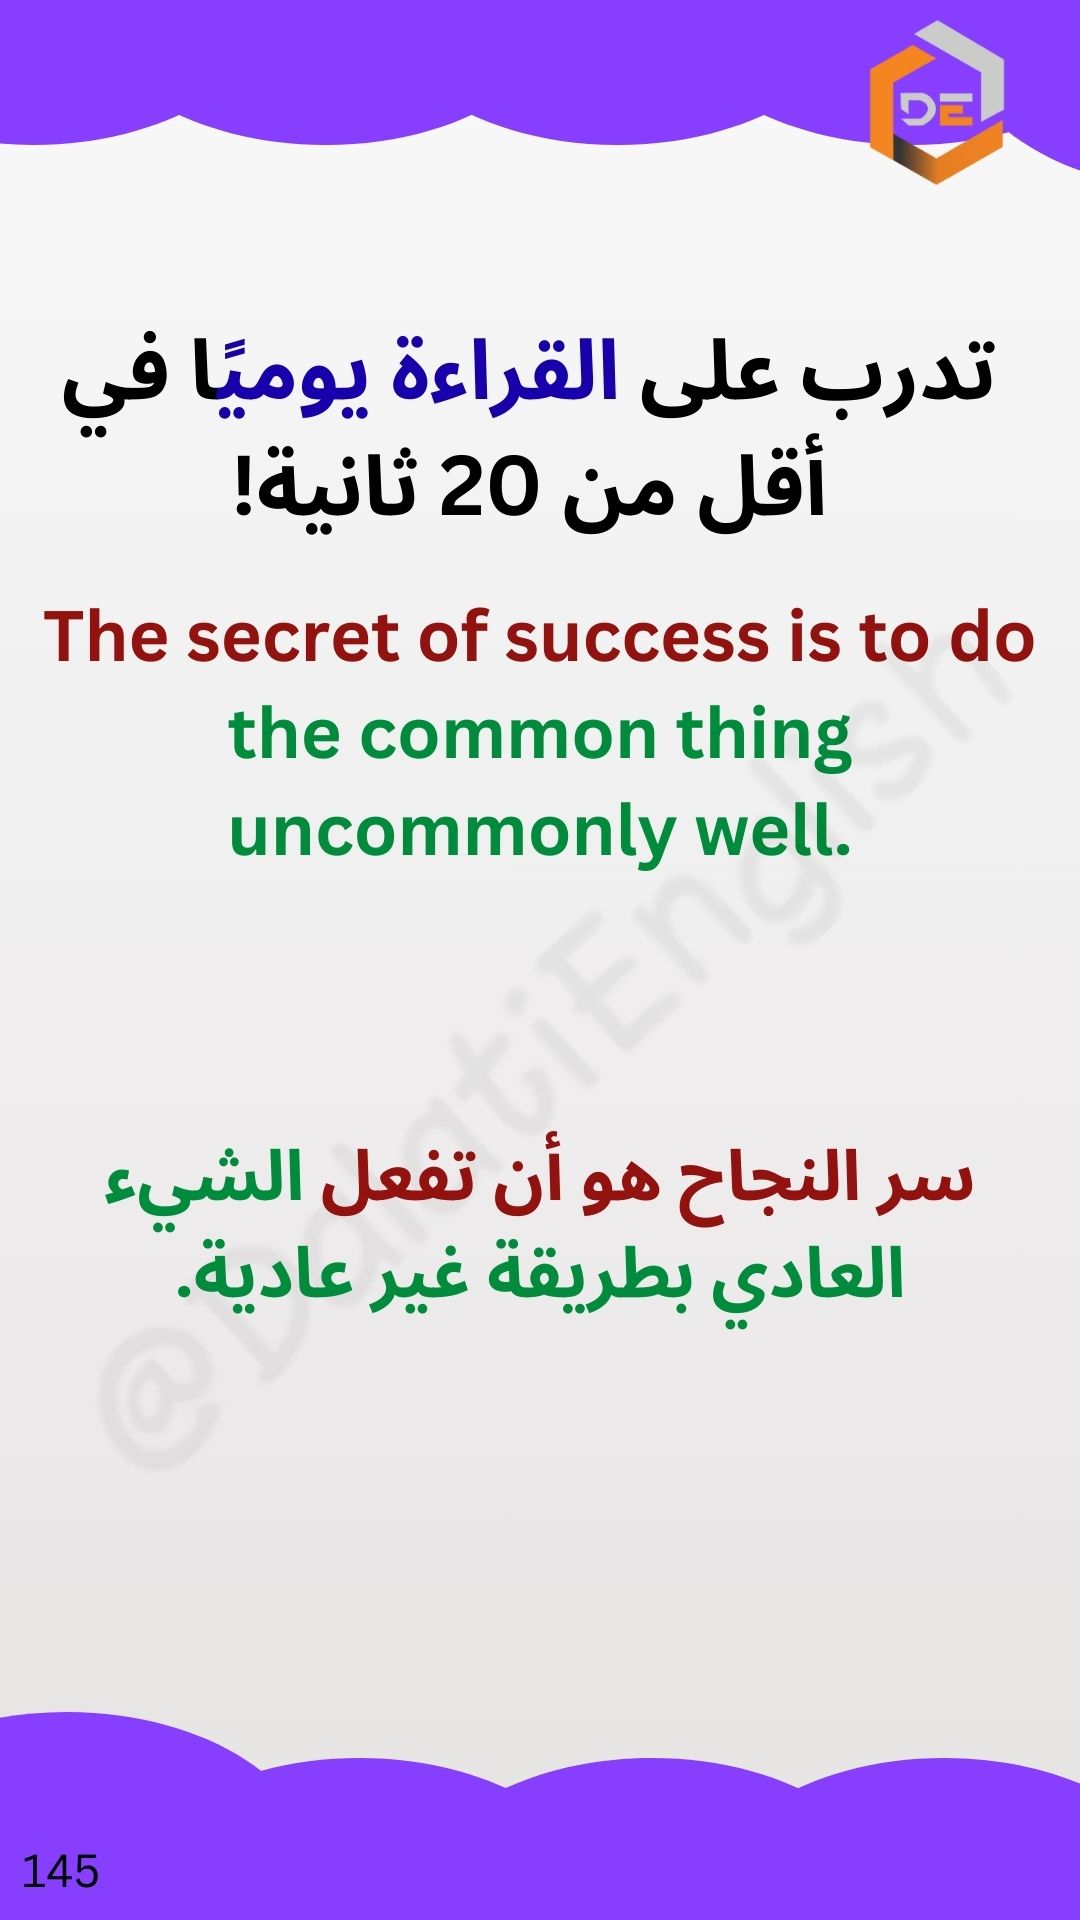 DE
تدرب على القراءة يوميًا في
أقل من 20 ثانية!
The secret of success is to do
the common thing
uncommonly well.
سر النجاح هو أن تفعل الشيء
العادي بطريقة غير عادية.
@DalatiEnglish
145